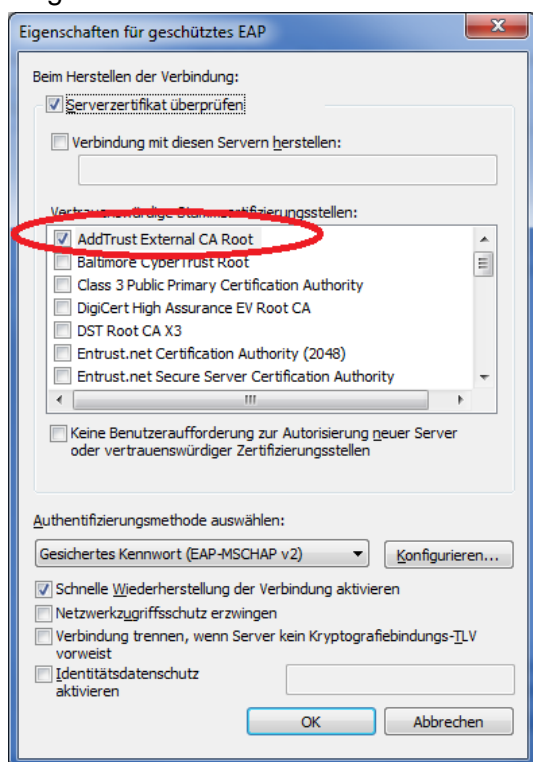 Eigenschaften für geschütztes EAP
Beim Herstellen der Verbindung:
Serverzertifikat überprüfen
Verbindung mit diesen Servern herstellen:
Vertrauenswürdige Stammzertifizierungsstellen:
AddTrust External CA Root
Baltimore CyberTrust Root
Class 3 Public Primary Certification Authority
DigiCert High Assurance EV Root CA
DST Root CA X3
Entrust.net Certification Authority (2048)
Entrust.net Secure Server Certification Authority
Keine Benutzeraufforderung zur Autorisierung neuer Server
oder vertrauenswürdiger Zertifizierungsstellen
Authentifizierungsmethode auswählen:
Gesichertes Kennwort (EAP-MSCHAP v2)
Konfigurieren...
Schnelle Wiederherstellung der Verbindung aktivieren
Netzwerkzugriffsschutz erzwingen
Verbindung trennen, wenn Server kein Kryptografiebindungs-TLV
vorweist
Identitätsdatenschutz
aktivieren
OK Abbrechen